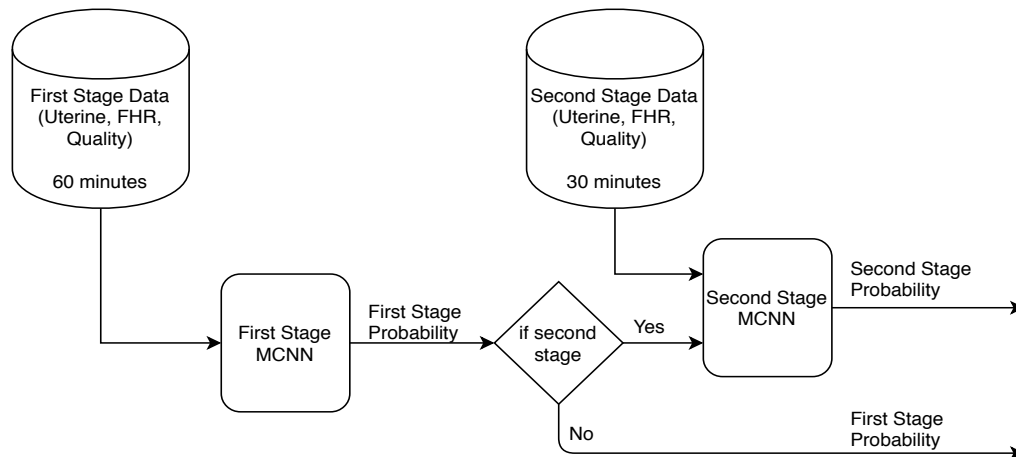 First Stage Data
(Uterine, FHR,
Quality)
60 minutes
Second Stage Data
(Uterine, FHR,
Quality)
30 minutes
First Stage
MCNN
First Stage
Probability
if second
stage
Yes
No
Second Stage
MCNN
Second Stage
Probability
First Stage
Probability